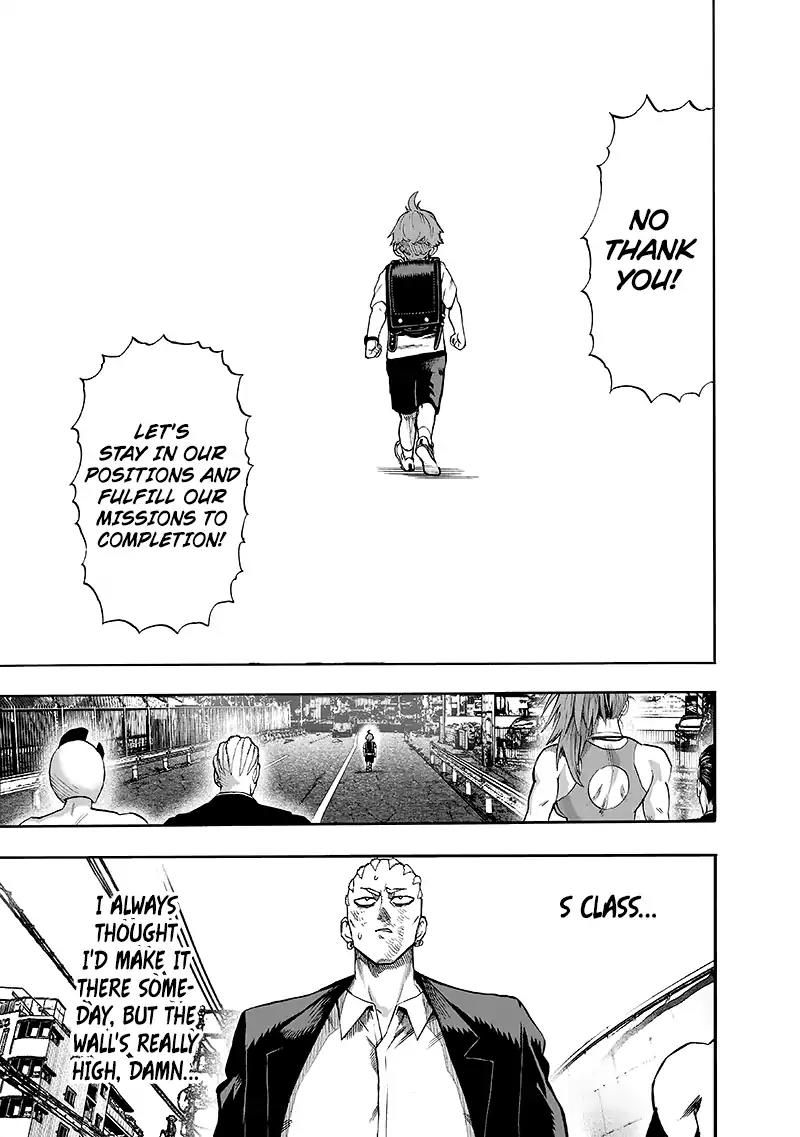 NO
THANK
YOU!
LET'S
STAY IN OUR
POSITIONS AND
FULFILL OUR
MISSIONS TO
COMPLETION!
S CLASS...
I ALWAYS
THOUGHT
I'D MAKE IT
THERE SOME-
DAY, BUT THE
WALL'S REALLY
HIGH, DAMN...